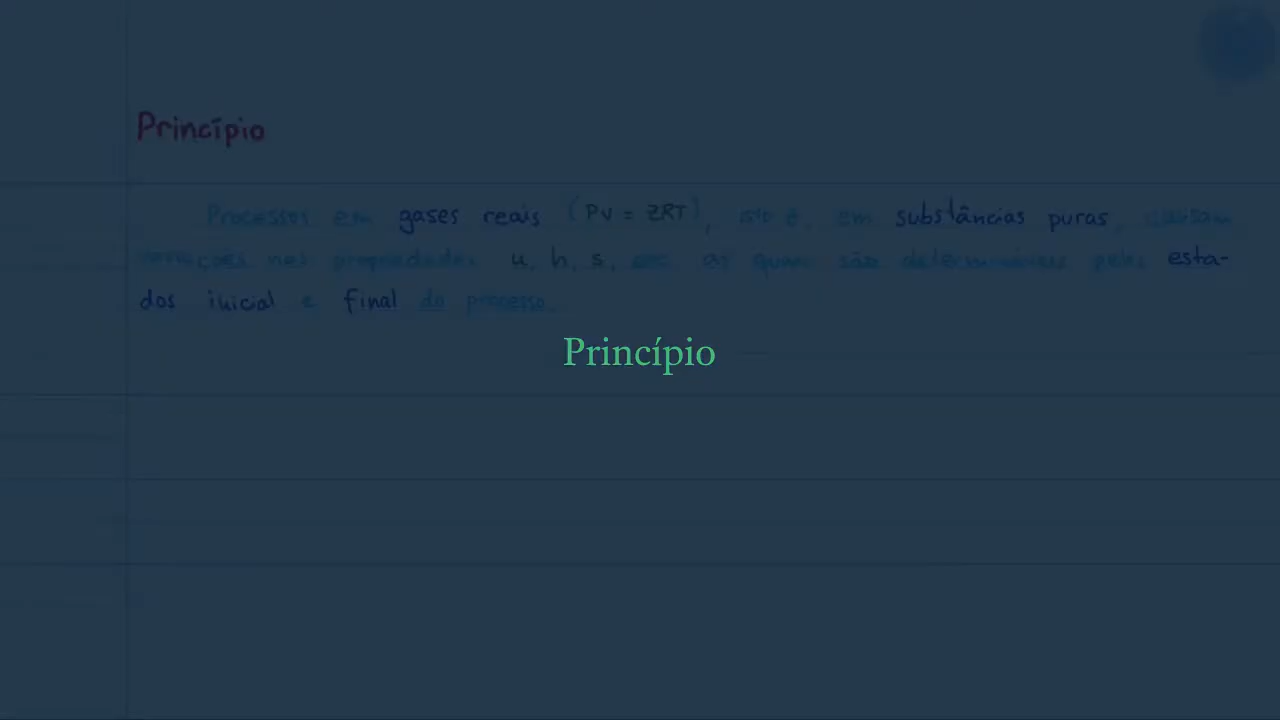 Princípio
Processos em gases reais (Pv = ZRT), isto é, em substâncias puras, causam
variações nas propriedades u, h, s, etc. as quais são determináveis pelos esta-
dos inicial e final do processo.
Princípio